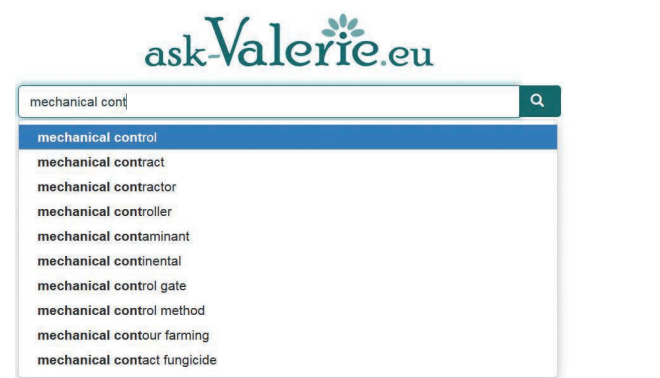 ask-Valerie.eu
mechanical cont
mechanical control
mechanical contract
mechanical contractor
mechanical controller
mechanical contaminant
mechanical continental
mechanical control gate
mechanical control method
mechanical contour farming
mechanical contact fungicide